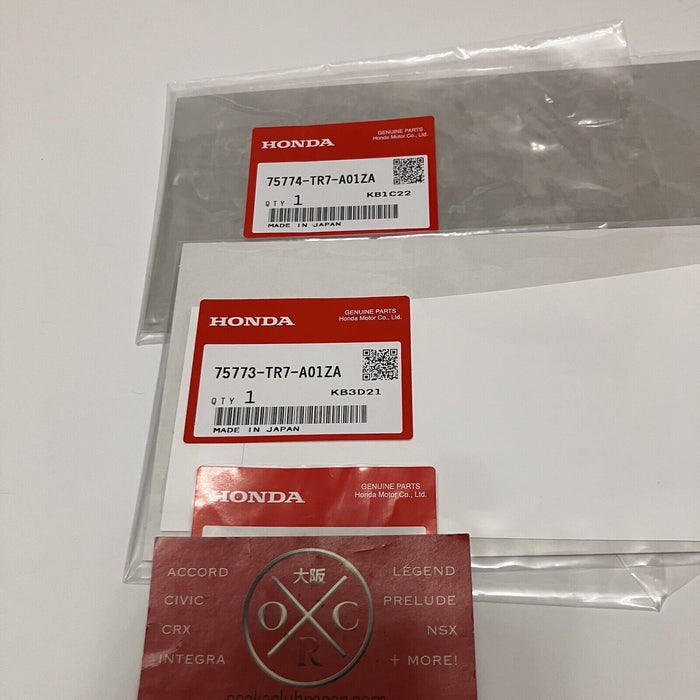 HONDA
GENUINE PARTS
Honda Motor Co., Ltd.
75774-TR7-A01ZA
QTY 1
KB1C22
MADE IN JAPAN
HONDA
GENUINE PARTS
Honda Motor Co., Ltd.
75773-TR7-A01ZA
QTY 1
KB3D21
MADE IN JAPAN
HONDA
GENUINE PARTS
Honda Motor Co., Ltd.
ACCORD
CIVIC
CRX
INTEGRA
大阪
O C
R
LEGEND
PRELUDE
NSX
+ MORE!